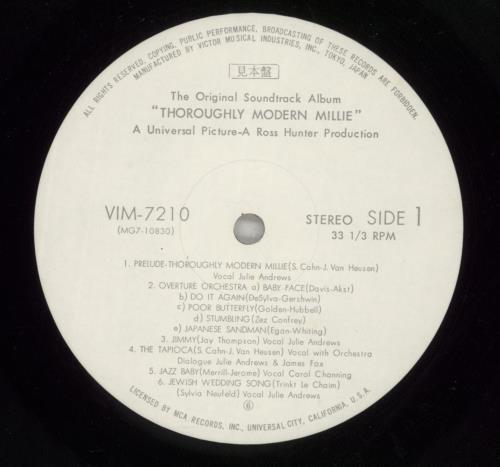 ALL RIGHTS RESERVED. COPYING, PUBLIC PERFORMANCE, BROADCASTING OF THESE RECORDS ARE FORBIDDEN.
MANUFACTURED BY VICTOR MUSICAL INDUSTRIES, INC., TOKYO, JAPAN
見本盤
The Original Soundtrack Album
"THOROUGHLY MODERN MILLIE"
A Universal Picture-A Ross Hunter Production
VIM-7210
(MG7-10830)
STEREO SIDE 1
33 1/3 RPM
1. PRELUDE-THOROUGHLY MODERN MILLIE(S. Cahn-J. Van Heusen)
Vocal Julie Andrews
2. OVERTURE ORCHESTRA a) BABY FACE(Davis-Akst)
b) DO IT AGAIN(DeSylva-Gershwin)
c) POOR BUTTERFLY(Golden-Hubbell)
d) STUMBLING(Zez Confrey)
e) JAPANESE SANDMAN(Egan-Whiting)
3. JIMMY(Jay Thompson) Vocal Julie Andrews
4. THE TAPIOCA(S. Cahn-J. Van Heusen) Vocal with Orchestra
Dialogue Julie Andrews & James Fox
5. JAZZ BABY(Merrill-Jerome) Vocal Carol Channing
6. JEWISH WEDDING SONG(Trinkt Le Chaim)
(Sylvia Neufeld) Vocal Julie Andrews
⑥
LICENSED BY MCA RECORDS, INC., UNIVERSAL CITY, CALIFORNIA, U.S.A.